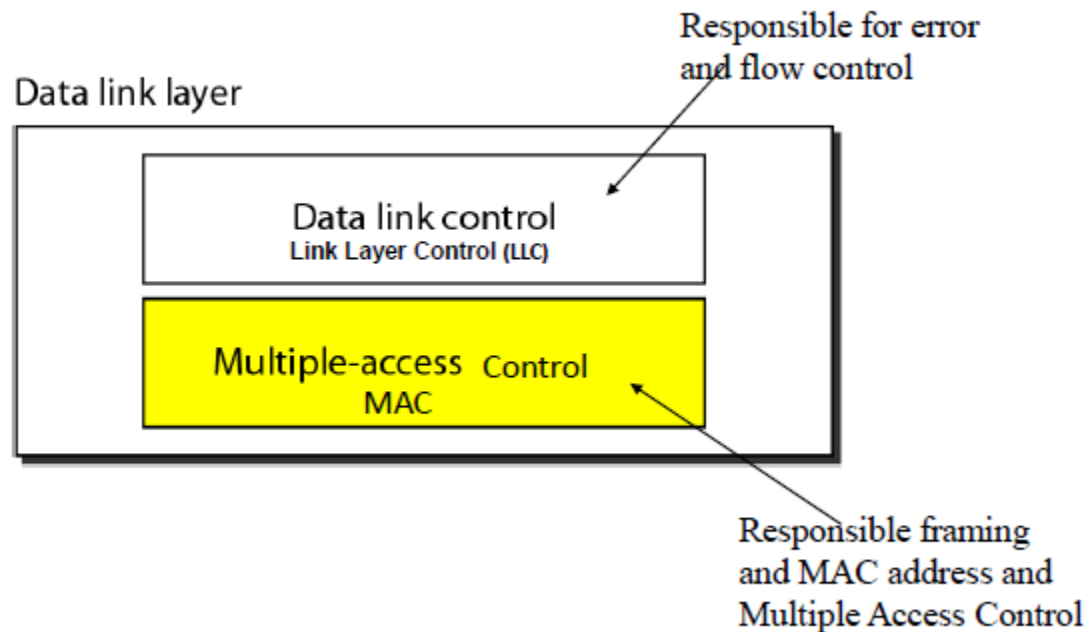 Responsible for error
and flow control
Data link layer
Data link control
Link Layer Control (LLC)
Multiple-access Control
MAC
Responsible framing
and MAC address and
Multiple Access Control